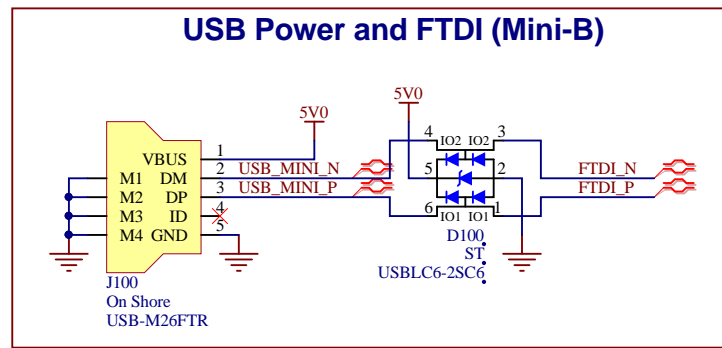 USB Power and FTDI (Mini-B)
5V0
5V0
4 IO2 IO2 3
1
VBUS
2
DM
USB_MINI_N
FTDI_N
M1
5
2
3
DP
USB_MINI_P
FTDI_P
M2
4
ID
M3
6 IO1 IO1 1
5
GND
M4
D100
ST
USBLC6-2SC6
J100
On Shore
USB-M26FTR